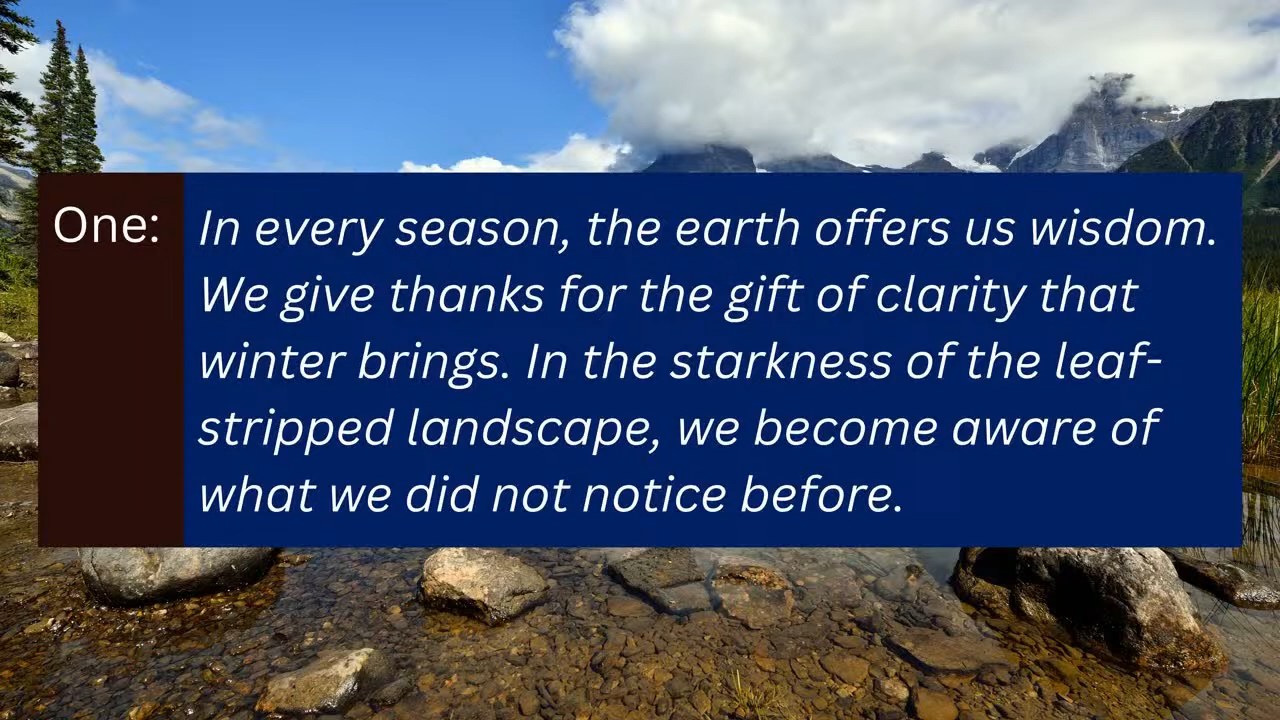 One: In every season, the earth offers us wisdom.
We give thanks for the gift of clarity that
winter brings. In the starkness of the leaf-
stripped landscape, we become aware of
what we did not notice before.